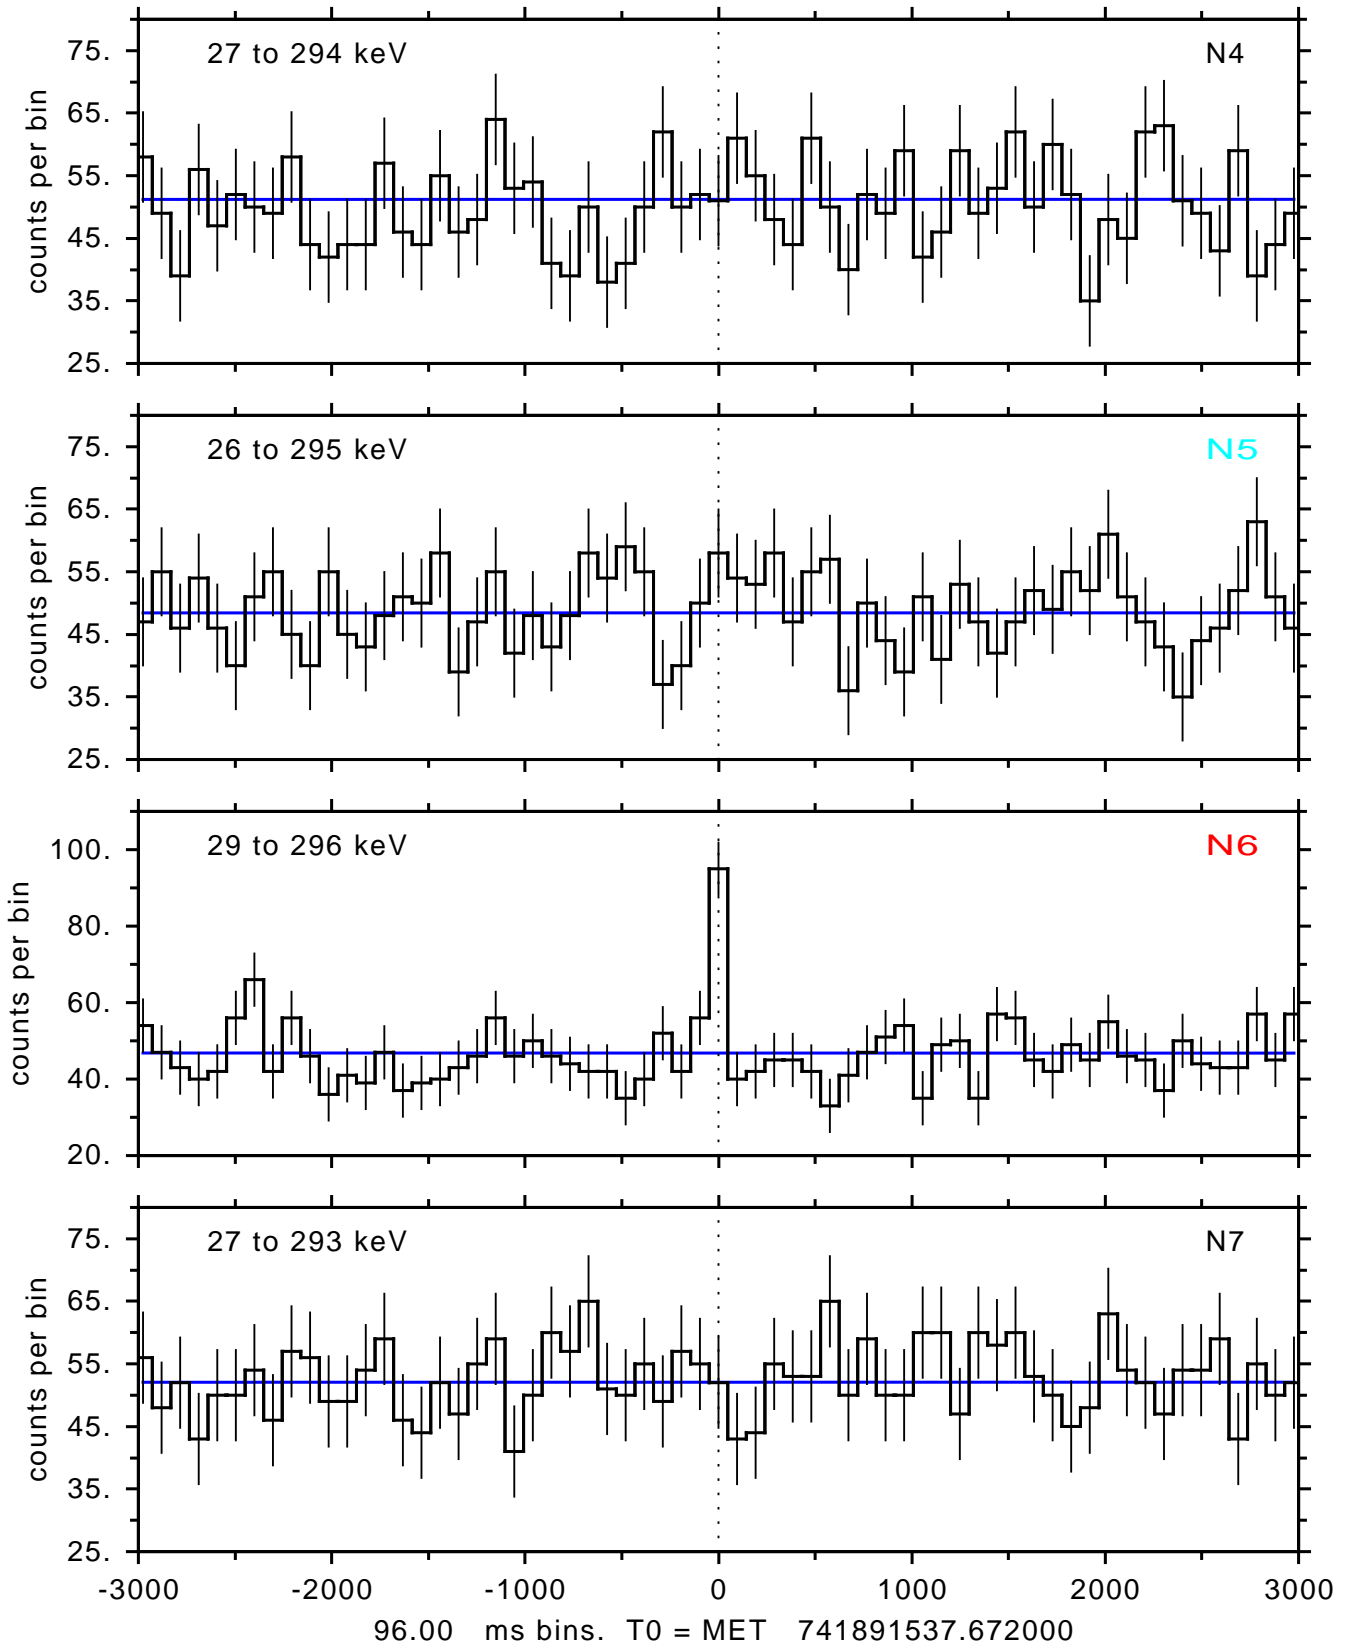 27 to 294 keV N4
75.
65.
55.
45.
35.
25.
counts per bin
26 to 295 keV N5
75.
65.
55.
45.
35.
25.
counts per bin
29 to 296 keV N6
100.
80.
60.
40.
20.
counts per bin
27 to 293 keV N7
75.
65.
55.
45.
35.
25.
counts per bin
-3000 -2000 -1000 0 1000 2000 3000
96.00 ms bins. T0 = MET 741891537.672000